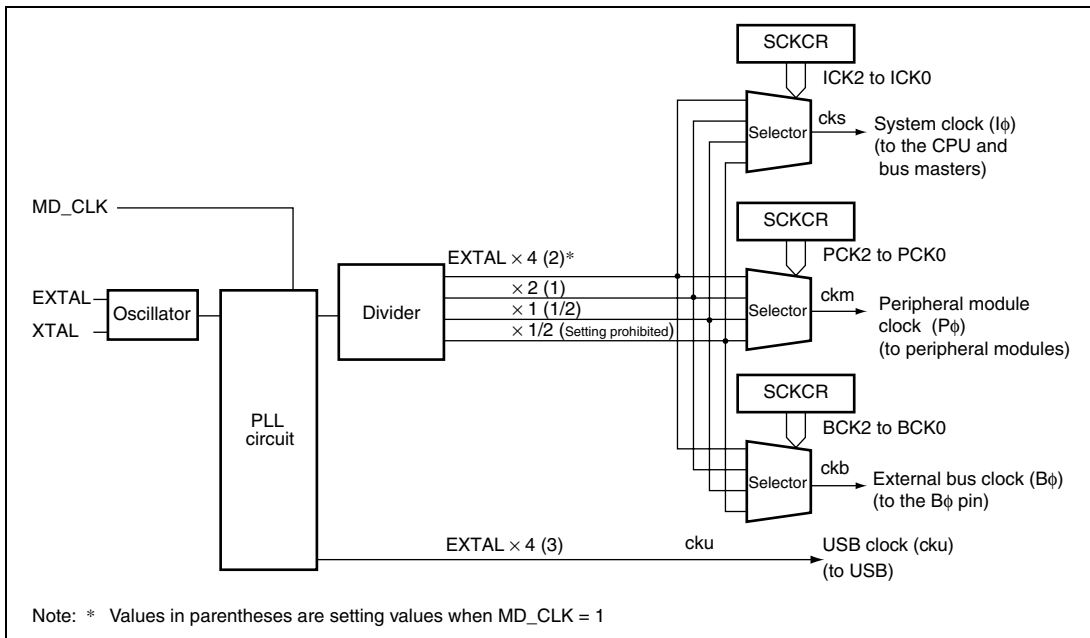 SCKCR
ICK2 to ICK0
Selector
cks
System clock (Iϕ)
(to the CPU and
bus masters)
MD_CLK
EXTAL
XTAL
Oscillator
PLL
circuit
Divider
EXTAL × 4 (2)*
× 2 (1)
× 1 (1/2)
× 1/2 (Setting prohibited)
SCKCR
PCK2 to PCK0
Selector
ckm
Peripheral module
clock (Pϕ)
(to peripheral modules)
SCKCR
BCK2 to BCK0
Selector
ckb
External bus clock (Bϕ)
(to the Bϕ pin)
EXTAL × 4 (3)
cku
USB clock (cku)
(to USB)
Note: * Values in parentheses are setting values when MD_CLK = 1